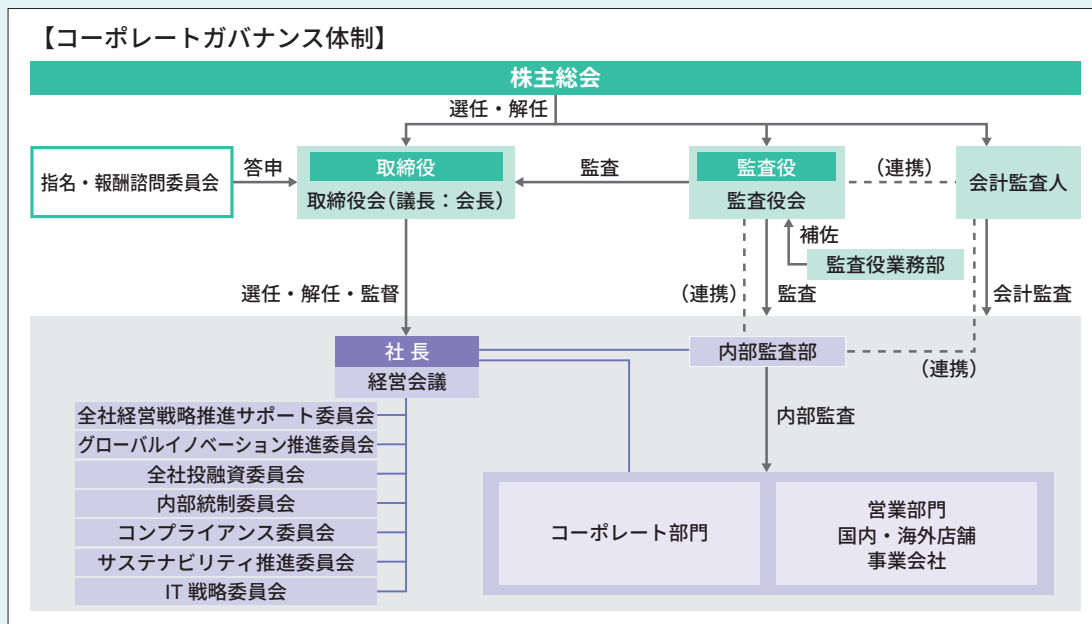 【コーポレートガバナンス体制】
株主総会
選任・解任
指名・報酬諮問委員会
答申
取締役
取締役会(議長：会長)
監査
監査役
監査役会
(連携)
会計監査人
補佐
監査役業務部
選任・解任・監督
(連携)
監査
会計監査
社 長
経営会議
内部監査部
(連携)
全社経営戦略推進サポート委員会
グローバルイノベーション推進委員会
全社投融資委員会
内部統制委員会
コンプライアンス委員会
サステナビリティ推進委員会
IT 戦略委員会
内部監査
コーポレート部門
営業部門
国内・海外店舗
事業会社